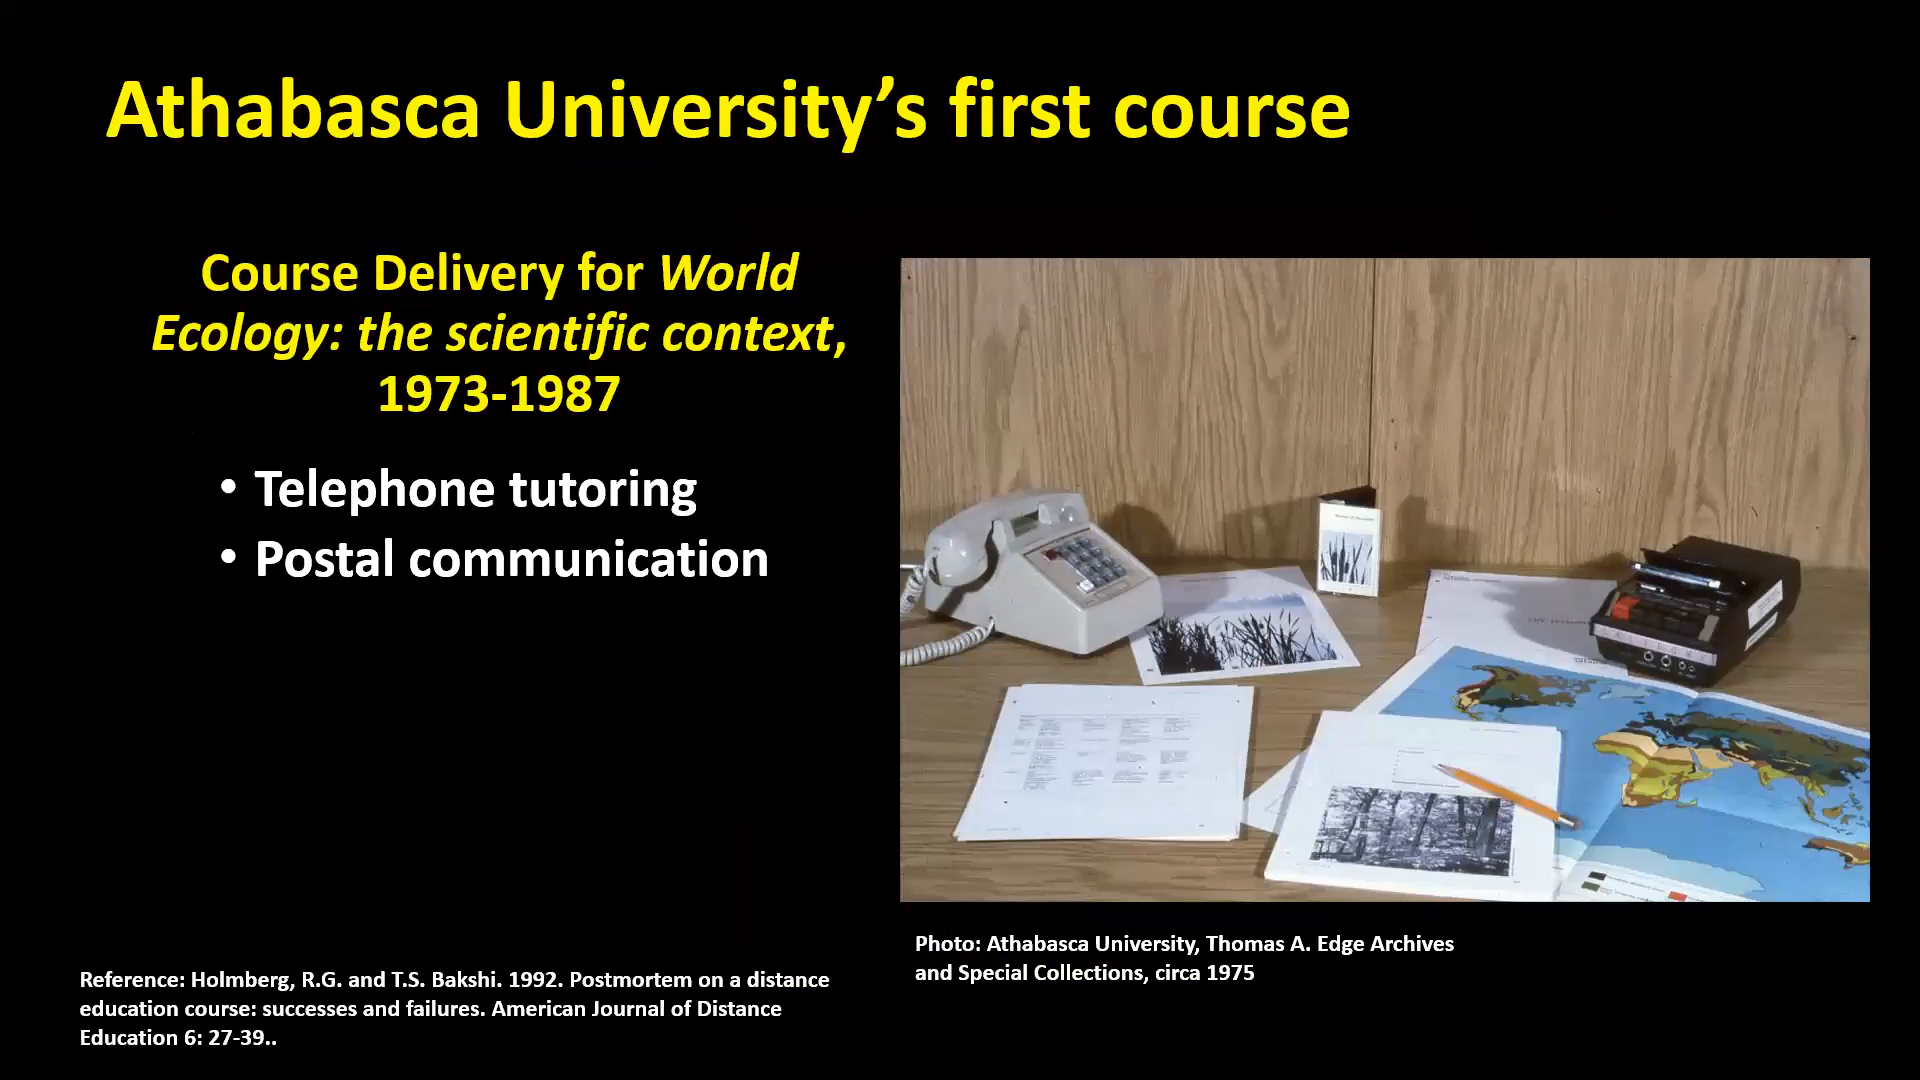 Athabasca University’s first course
Course Delivery for World
Ecology: the scientific context,
1973-1987
• Telephone tutoring
• Postal communication
Photo: Athabasca University, Thomas A. Edge Archives
and Special Collections, circa 1975
Reference: Holmberg, R.G. and T.S. Bakshi. 1992. Postmortem on a distance
education course: successes and failures. American Journal of Distance
Education 6: 27-39..